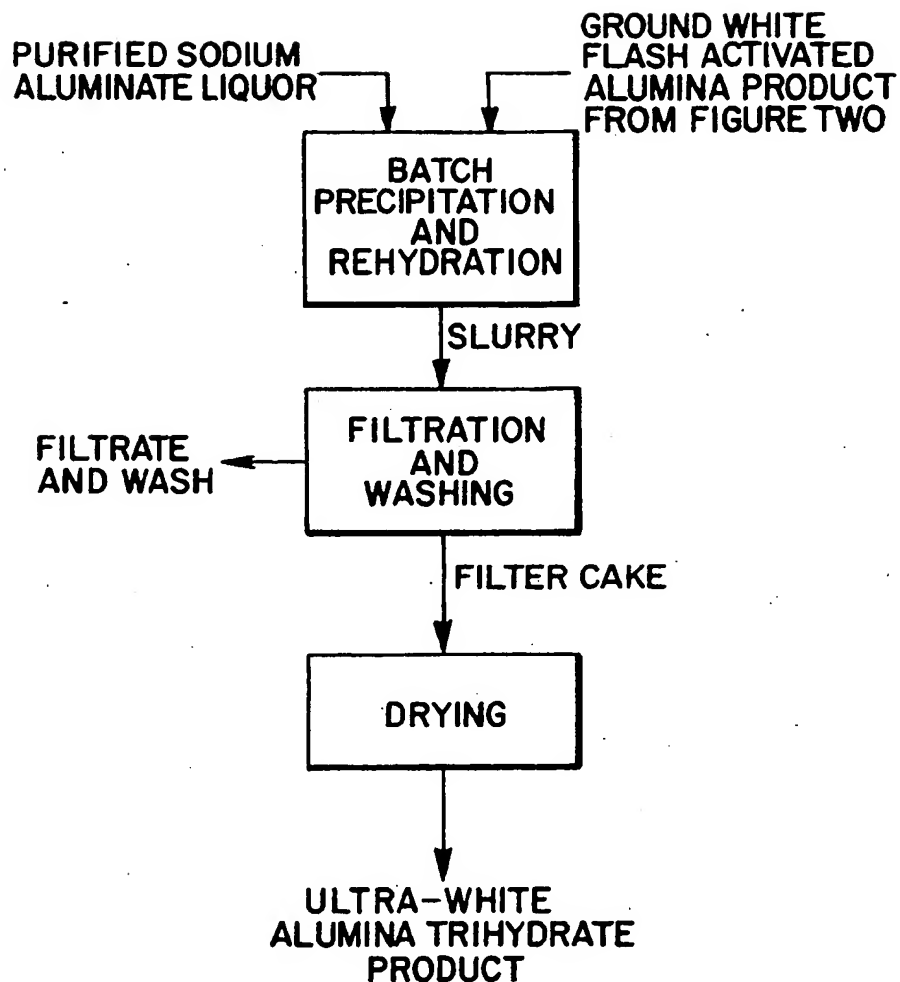 PURIFIED SODIUM
ALUMINATE LIQUOR
GROUND WHITE
FLASH ACTIVATED
ALUMINA PRODUCT
FROM FIGURE TWO
BATCH
PRECIPITATION
AND
REHYDRATION
SLURRY
FILTRATION
AND
WASHING
FILTRATE
AND WASH
FILTER CAKE
DRYING
ULTRA-WHITE
ALUMINA TRIHYDRATE
PRODUCT